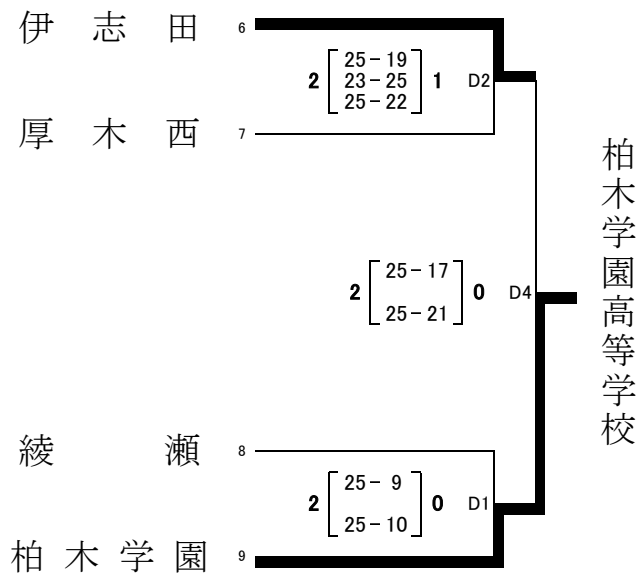 伊志田 6
25-19
2 23-25 1 D2
25-22
厚木西 7
25-17
2 0 D4
25-21
柏木学園高等学校
綾瀬 8
25- 9
2 0 D1
25-10
柏木学園 9